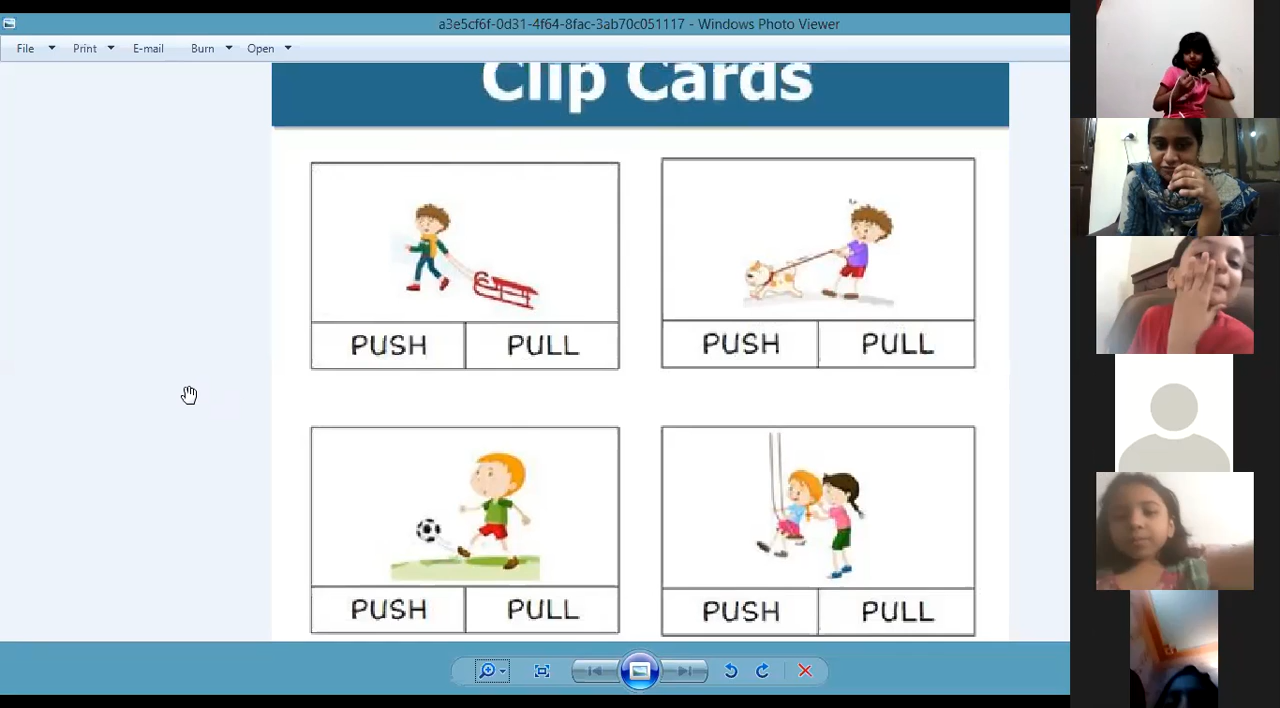 a3e5cf6f-0d31-4f64-8fac-3ab70c051117 - Windows Photo Viewer
File Print E-mail Burn Open
Clip Cards
PUSH PULL PUSH PULL
PUSH PULL PUSH PULL